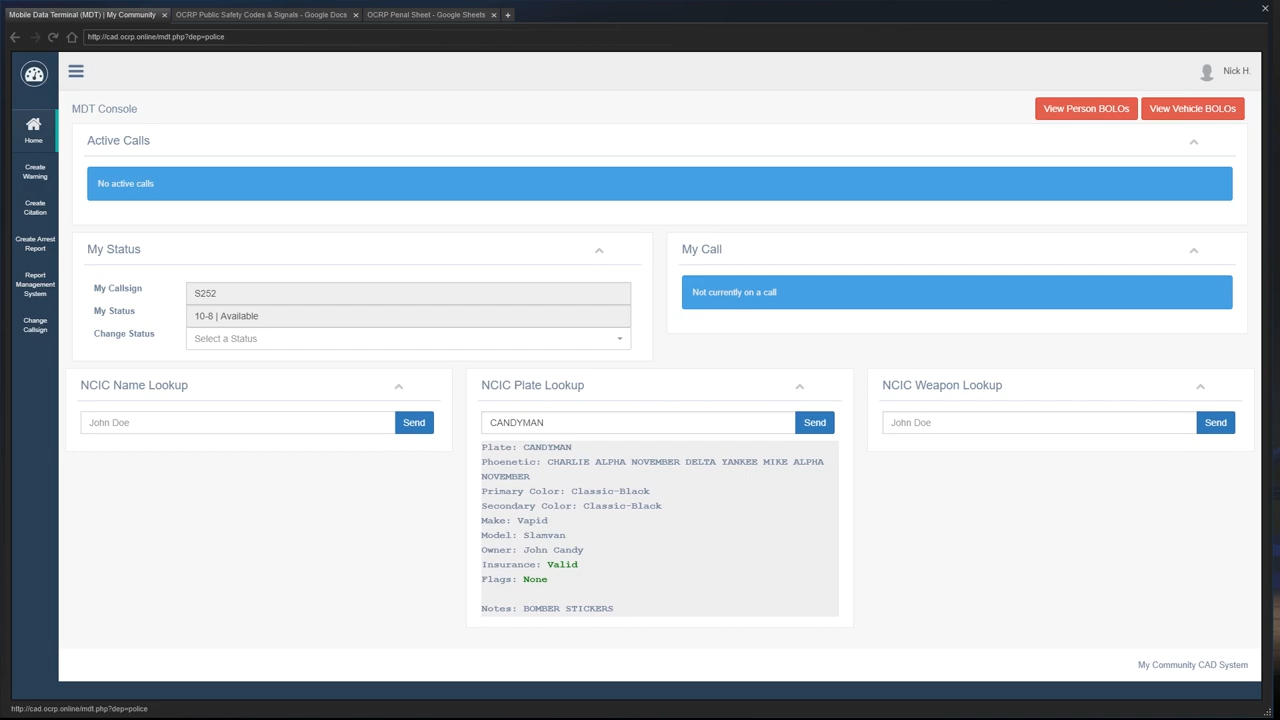 Mobile Data Terminal (MDT) | My Community
OCRP Public Safety Codes & Signals - Google Docs
OCRP Penal Sheet - Google Sheets
http://cad.ocrp.online/mdt.php?dep=police
Nick H.
MDT Console
View Person BOLOs
View Vehicle BOLOs
Home
Create
Warning
Create
Citation
Create Arrest
Report
Report
Management
System
Change
Callsign
Active Calls
No active calls
My Status
My Callsign
S252
My Status
10-8 | Available
Change Status
Select a Status
My Call
Not currently on a call
NCIC Name Lookup
John Doe
Send
NCIC Plate Lookup
CANDYMAN
Send
Plate: CANDYMAN
Phoenetic: CHARLIE ALPHA NOVEMBER DELTA YANKEE MIKE ALPHA
NOVEMBER
Primary Color: Classic-Black
Secondary Color: Classic-Black
Make: Vapid
Model: Slamvan
Owner: John Candy
Insurance: Valid
Flags: None
Notes: BOMBER STICKERS
NCIC Weapon Lookup
John Doe
Send
My Community CAD System
http://cad.ocrp.online/mdt.php?dep=police